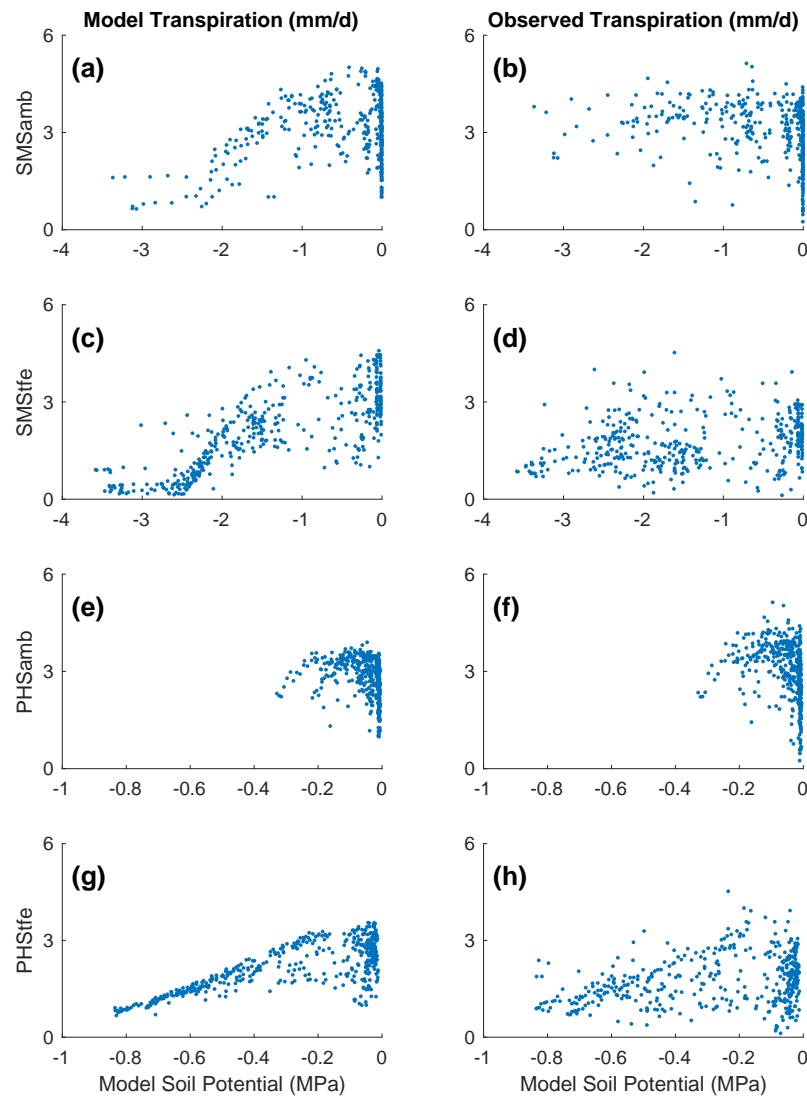 Model Transpiration (mm/d) Observed Transpiration (mm/d)
6 6
(a) (b)
SMSamb
3 3
0 0
-4 -3 -2 -1 0 -4 -3 -2 -1 0
6 6
(c) (d)
SMStfe
3 3
0 0
-4 -3 -2 -1 0 -4 -3 -2 -1 0
6 6
(e) (f)
PHSamb
3 3
0 0
-1 -0.8 -0.6 -0.4 -0.2 0 -1 -0.8 -0.6 -0.4 -0.2 0
6 6
(g) (h)
PHStfe
3 3
0 0
-1 -0.8 -0.6 -0.4 -0.2 0 -1 -0.8 -0.6 -0.4 -0.2 0
Model Soil Potential (MPa) Model Soil Potential (MPa)